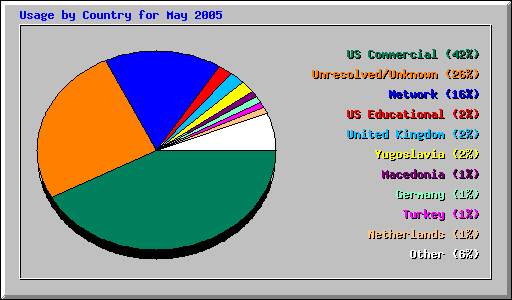 Usage by Country for May 2005
US Commercial (42%)
Unresolved/Unknown (26%)
Network (16%)
US Educational (2%)
United Kingdom (2%)
Yugoslavia (2%)
Macedonia (1%)
Germany (1%)
Turkey (1%)
Netherlands (1%)
Other (6%)